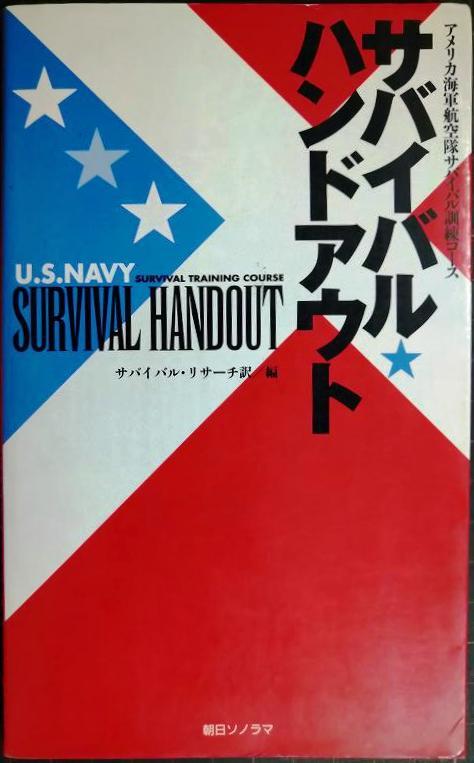 アメリカ海軍航空隊サバイバル訓練コース
サバイバル★
ハンドアウト
U.S.NAVY SURVIVAL TRAINING COURSE
SURVIVAL HANDOUT
サバイバル・リサーチ訳 編
朝日ソノラマ